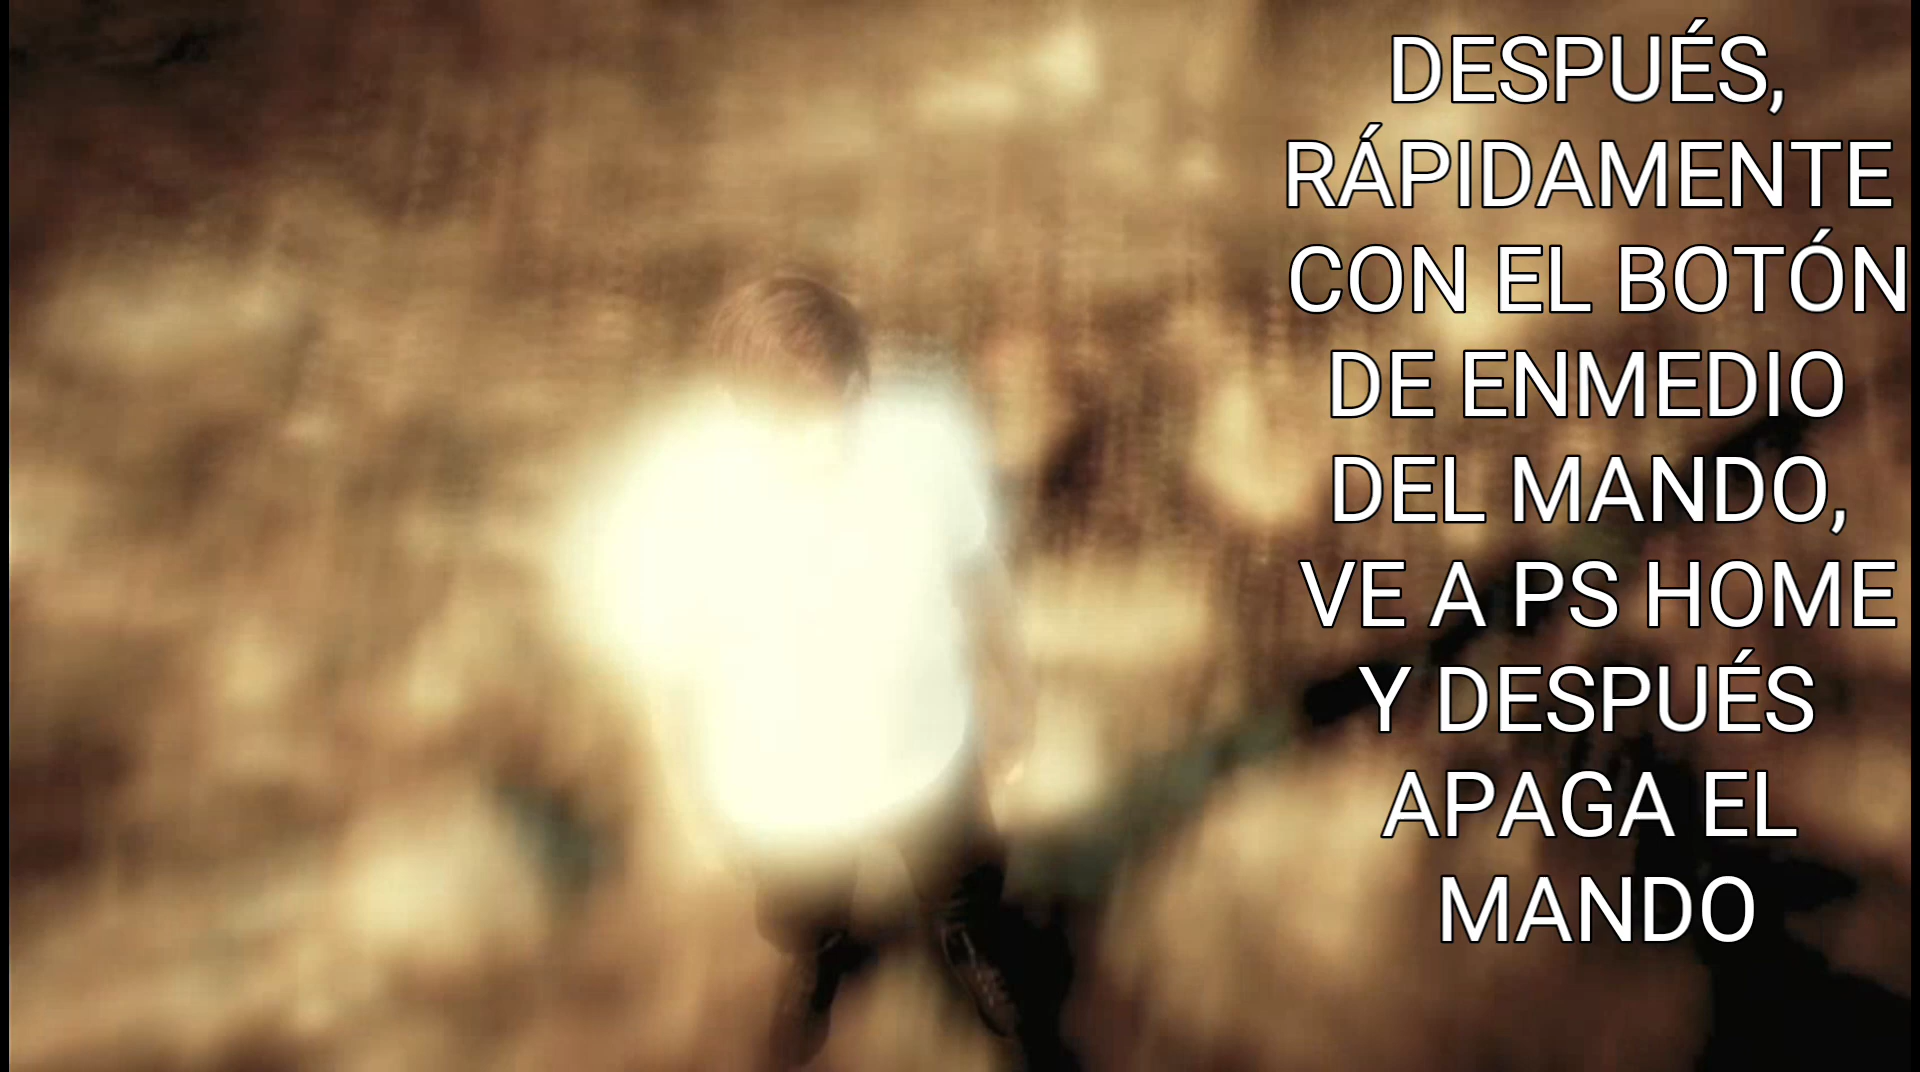 DESPUÉS,
RÁPIDAMENTE
CON EL BOTÓN
DE ENMEDIO
DEL MANDO,
VE A PS HOME
Y DESPUÉS
APAGA EL
MANDO